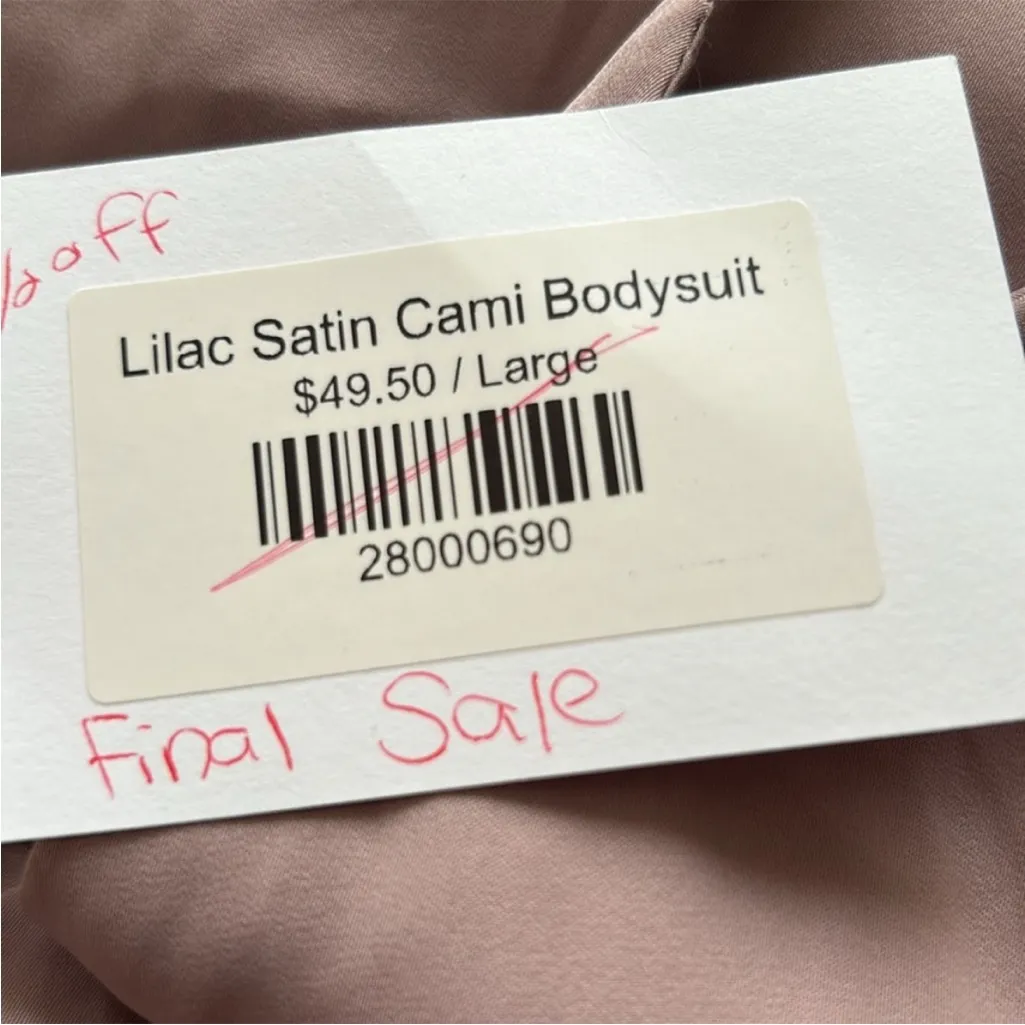 % off
Lilac Satin Cami Bodysuit
$49.50 / Large
28000690
Final Sale